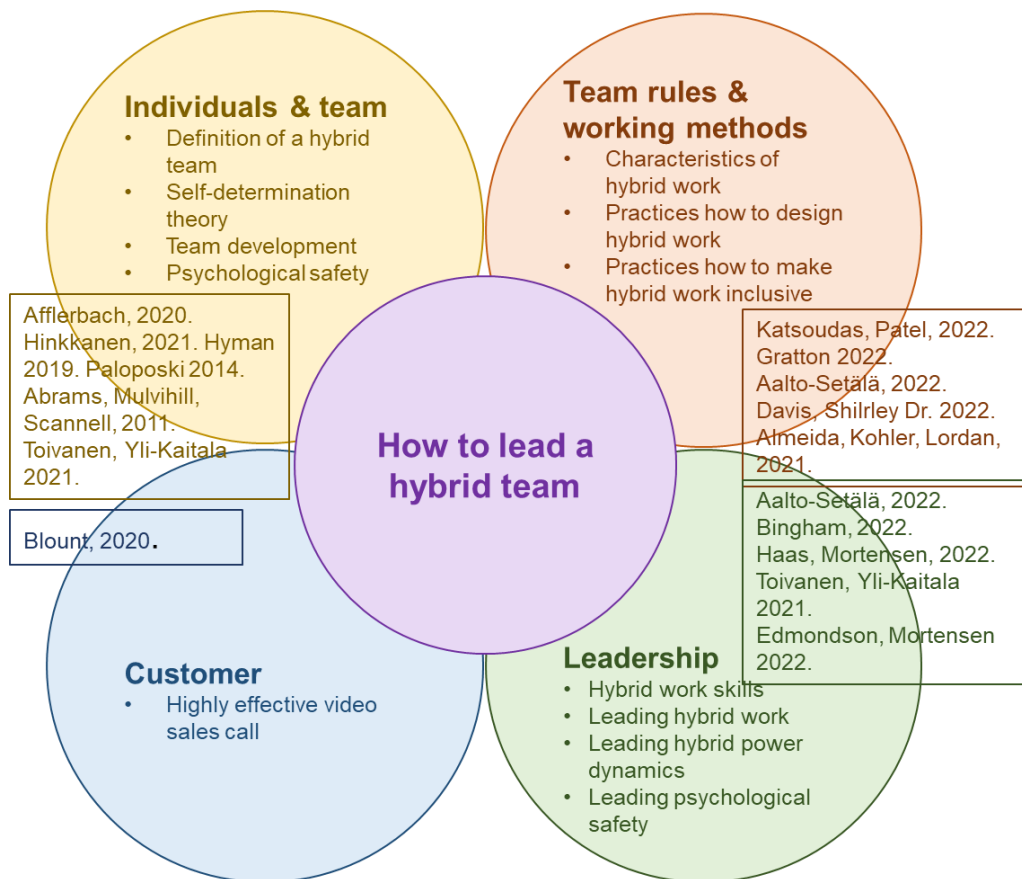 Individuals & team
• Definition of a hybrid
team
• Self-determination
theory
• Team development
• Psychological safety
Afflerbach, 2020.
Hinkkanen, 2021. Hyman
2019. Paloposki 2014.
Abrams, Mulvihill,
Scannell, 2011.
Toivanen, Yli-Kaitala
2021.
Team rules &
working methods
• Characteristics of
hybrid work
• Practices how to design
hybrid work
• Practices how to make
hybrid work inclusive
Katsoudas, Patel, 2022.
Gratton 2022.
Aalto-Setälä, 2022.
Davis, Shilrley Dr. 2022.
Almeida, Kohler, Lordan,
2021.
How to lead a
hybrid team
Blount, 2020.
Customer
• Highly effective video
sales call
Aalto-Setälä, 2022.
Bingham, 2022.
Haas, Mortensen, 2022.
Toivanen, Yli-Kaitala
2021.
Edmondson, Mortensen
2022.
Leadership
• Hybrid work skills
• Leading hybrid work
• Leading hybrid power
dynamics
• Leading psychological
safety